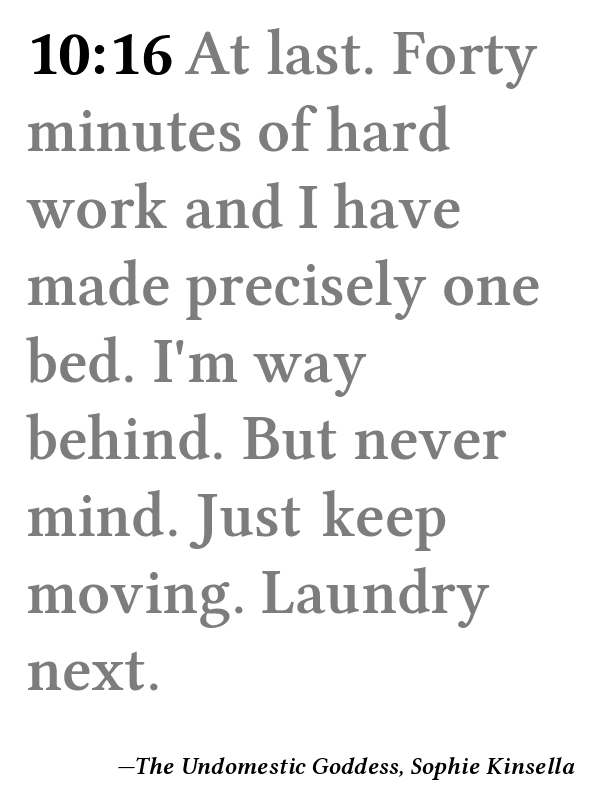 10:16 At last. Forty
minutes of hard
work and I have
made precisely one
bed. I'm way
behind. But never
mind. Just keep
moving. Laundry
next.
—The Undomestic Goddess, Sophie Kinsella